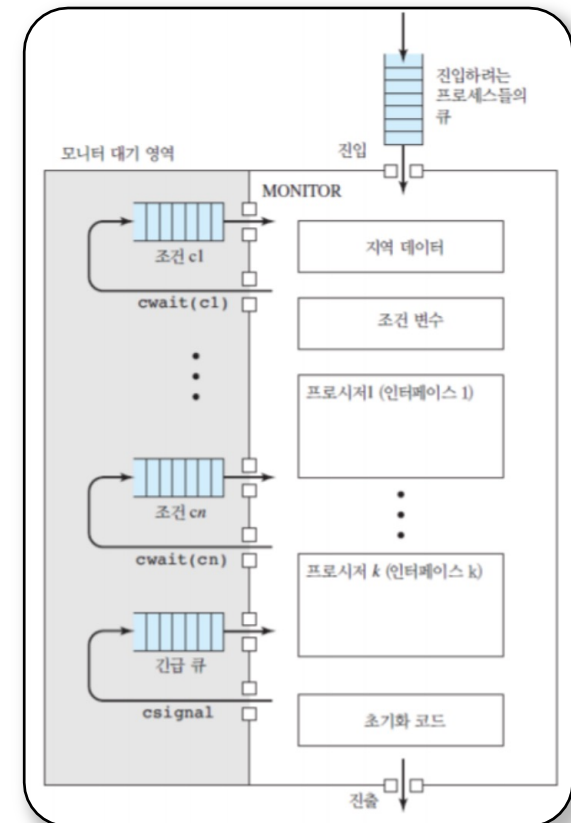 진입하려는
프로세스들의
큐
모니터 대기 영역
진입
MONITOR
조건 c1
cwait(c1)
지역 데이터
조건 변수
프로시저1 (인터페이스 1)
조건 cn
cwait(cn)
프로시저 k (인터페이스 k)
긴급 큐
csignal
초기화 코드
진출